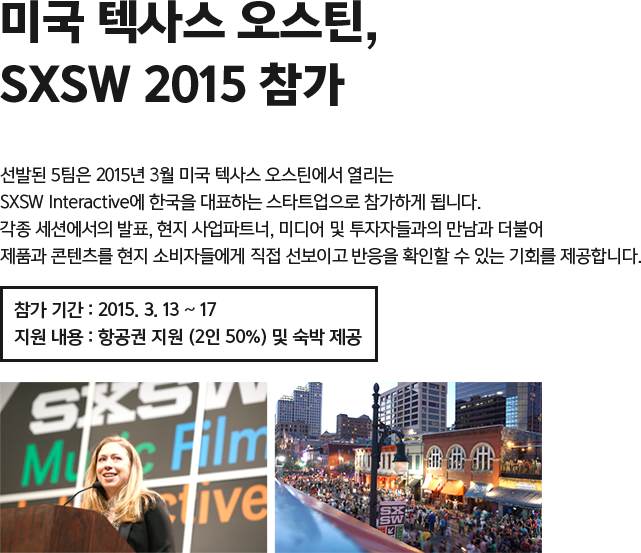 미국 텍사스 오스틴,
SXSW 2015 참가
선발된 5팀은 2015년 3월 미국 텍사스 오스틴에서 열리는
SXSW Interactive에 한국을 대표하는 스타트업으로 참가하게 됩니다.
각종 세션에서의 발표, 현지 사업파트너, 미디어 및 투자자들과의 만남과 더불어
제품과 콘텐츠를 현지 소비자들에게 직접 선보이고 반응을 확인할 수 있는 기회를 제공합니다.
참가 기간 : 2015. 3. 13 ~ 17
지원 내용 : 항공권 지원 (2인 50%) 및 숙박 제공
SXSW
Music Film
Interactive
SXSW